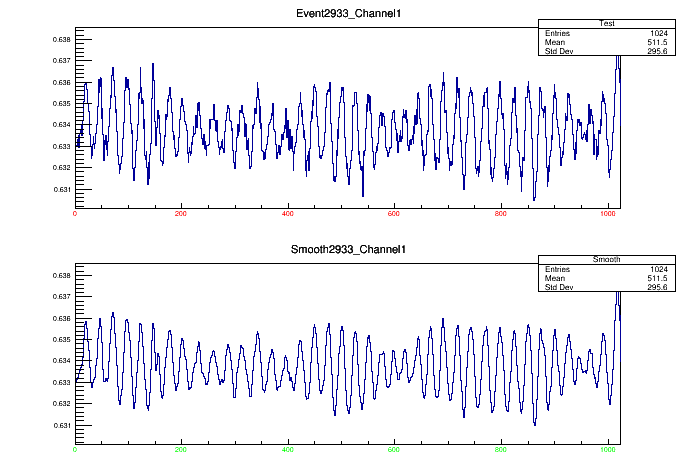 Event2933_Channel1
Test
Entries 1024
Mean 511.5
Std Dev 295.6
0.638
0.637
0.636
0.635
0.634
0.633
0.632
0.631
0 200 400 600 800 1000
Smooth2933_Channel1
Smooth
Entries 1024
Mean 511.5
Std Dev 295.6
0.638
0.637
0.636
0.635
0.634
0.633
0.632
0.631
0 200 400 600 800 1000